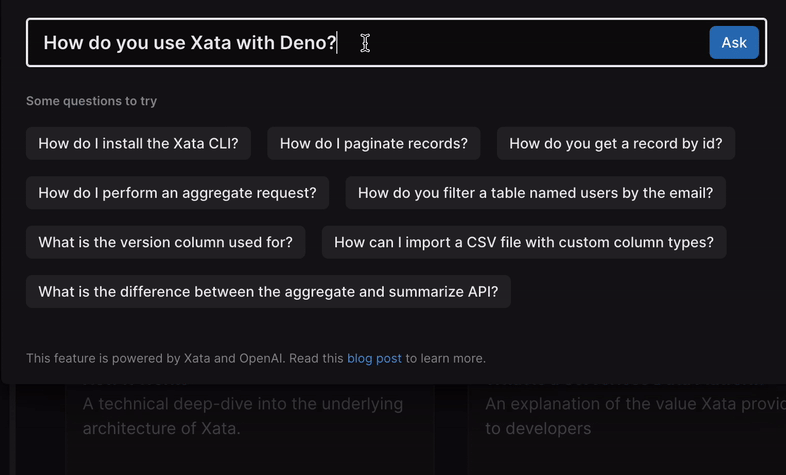 How do you use Xata with Deno?
Ask
Some questions to try
How do I install the Xata CLI? How do I paginate records? How do you get a record by id?
How do I perform an aggregate request? How do you filter a table named users by the email?
What is the version column used for? How can I import a CSV file with custom column types?
What is the difference between the aggregate and summarize API?
This feature is powered by Xata and OpenAI. Read this blog post to learn more.
A technical deep-dive into the underlying
architecture of Xata.
An explanation of the value Xata provid
to developers